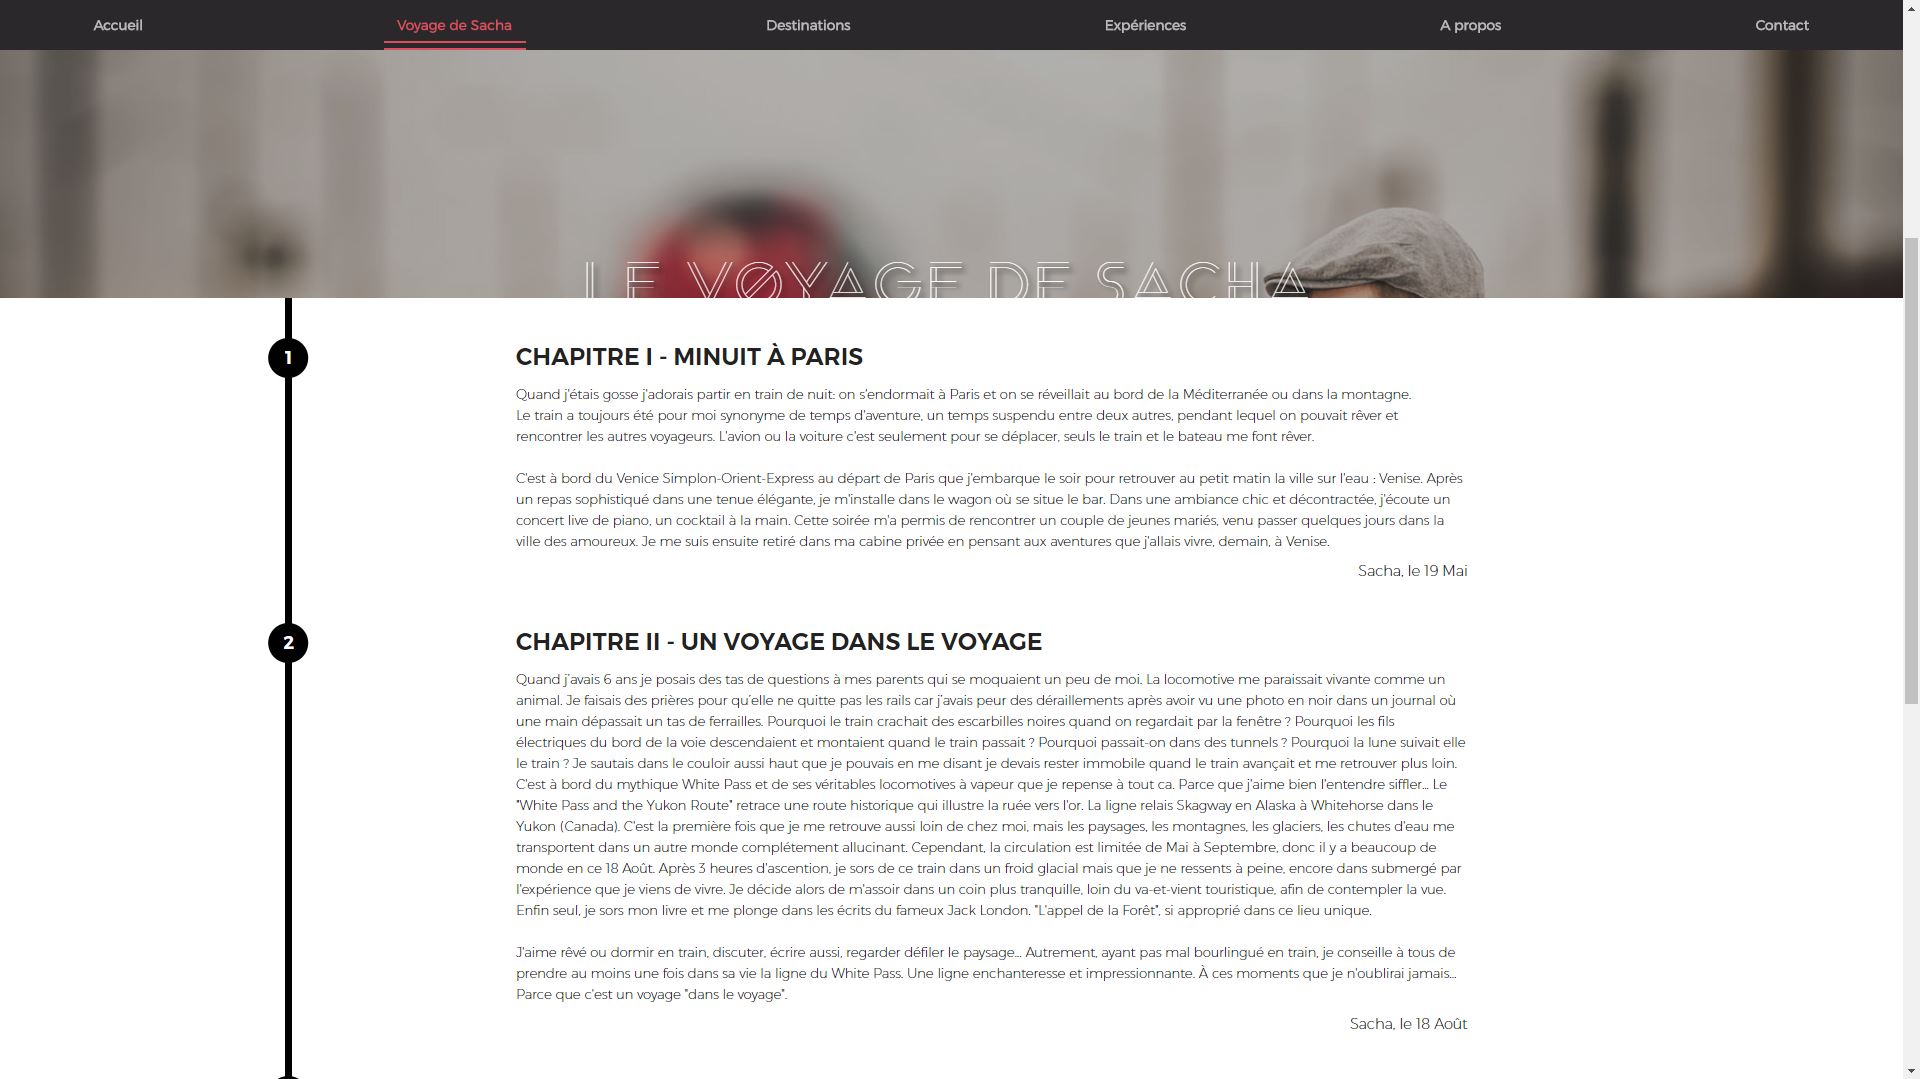 Accueil
Voyage de Sacha
Destinations
Expériences
A propos
Contact
LE VØYAGE DE SACHA
1
CHAPITRE I - MINUIT À PARIS
Quand j'étais gosse j'adorais partir en train de nuit: on s'endormait à Paris et on se réveillait au bord de la Méditerranée ou dans la montagne.
Le train a toujours été pour moi synonyme de temps d'aventure, un temps suspendu entre deux autres, pendant lequel on pouvait rêver et
rencontrer les autres voyageurs. L'avion ou la voiture c'est seulement pour se déplacer, seuls le train et le bateau me font rêver.
C'est à bord du Venice Simplon-Orient-Express au départ de Paris que j'embarque le soir pour retrouver au petit matin la ville sur l'eau : Venise. Après
un repas sophistiqué dans une tenue élégante, je m'installe dans le wagon où se situe le bar. Dans une ambiance chic et décontractée, j'écoute un
concert live de piano, un cocktail à la main. Cette soirée m'a permis de rencontrer un couple de jeunes mariés, venu passer quelques jours dans la
ville des amoureux. Je me suis ensuite retiré dans ma cabine privée en pensant aux aventures que j'allais vivre, demain, à Venise.
Sacha, le 19 Mai
2
CHAPITRE II - UN VOYAGE DANS LE VOYAGE
Quand j'avais 6 ans je posais des tas de questions à mes parents qui se moquaient un peu de moi. La locomotive me paraissait vivante comme un
animal. Je faisais des prières pour qu'elle ne quitte pas les rails car j'avais peur des déraillements après avoir vu une photo en noir dans un journal où
une main dépassait un tas de ferrailles. Pourquoi le train crachait des escarbilles noires quand on regardait par la fenêtre ? Pourquoi les fils
électriques du bord de la voie descendaient et montaient quand le train passait ? Pourquoi passait-on dans des tunnels ? Pourquoi la lune suivait elle
le train ? Je sautais dans le couloir aussi haut que je pouvais en me disant je devais rester immobile quand le train avançait et me retrouver plus loin.
C'est à bord du mythique White Pass et de ses véritables locomotives à vapeur que je repense à tout ca. Parce que j'aime bien l'entendre siffler... Le
"White Pass and the Yukon Route" retrace une route historique qui illustre la ruée vers l'or. La ligne relais Skagway en Alaska à Whitehorse dans le
Yukon (Canada). C'est la première fois que je me retrouve aussi loin de chez moi, mais les paysages, les montagnes, les glaciers, les chutes d'eau me
transportent dans un autre monde complétement allucinant. Cependant, la circulation est limitée de Mai à Septembre, donc il y a beaucoup de
monde en ce 18 Août. Après 3 heures d'ascention, je sors de ce train dans un froid glacial mais que je ne ressents à peine, encore dans submergé par
l'expérience que je viens de vivre. Je décide alors de m'assoir dans un coin plus tranquille, loin du va-et-vient touristique, afin de contempler la vue.
Enfin seul, je sors mon livre et me plonge dans les écrits du fameux Jack London. "L'appel de la Forêt", si approprié dans ce lieu unique.
J'aime rêvé ou dormir en train, discuter, écrire aussi, regarder défiler le paysage... Autrement, ayant pas mal bourlingué en train, je conseille à tous de
prendre au moins une fois dans sa vie la ligne du White Pass. Une ligne enchanteresse et impressionnante. À ces moments que je n'oublirai jamais...
Parce que c'est un voyage "dans le voyage".
Sacha, le 18 Août